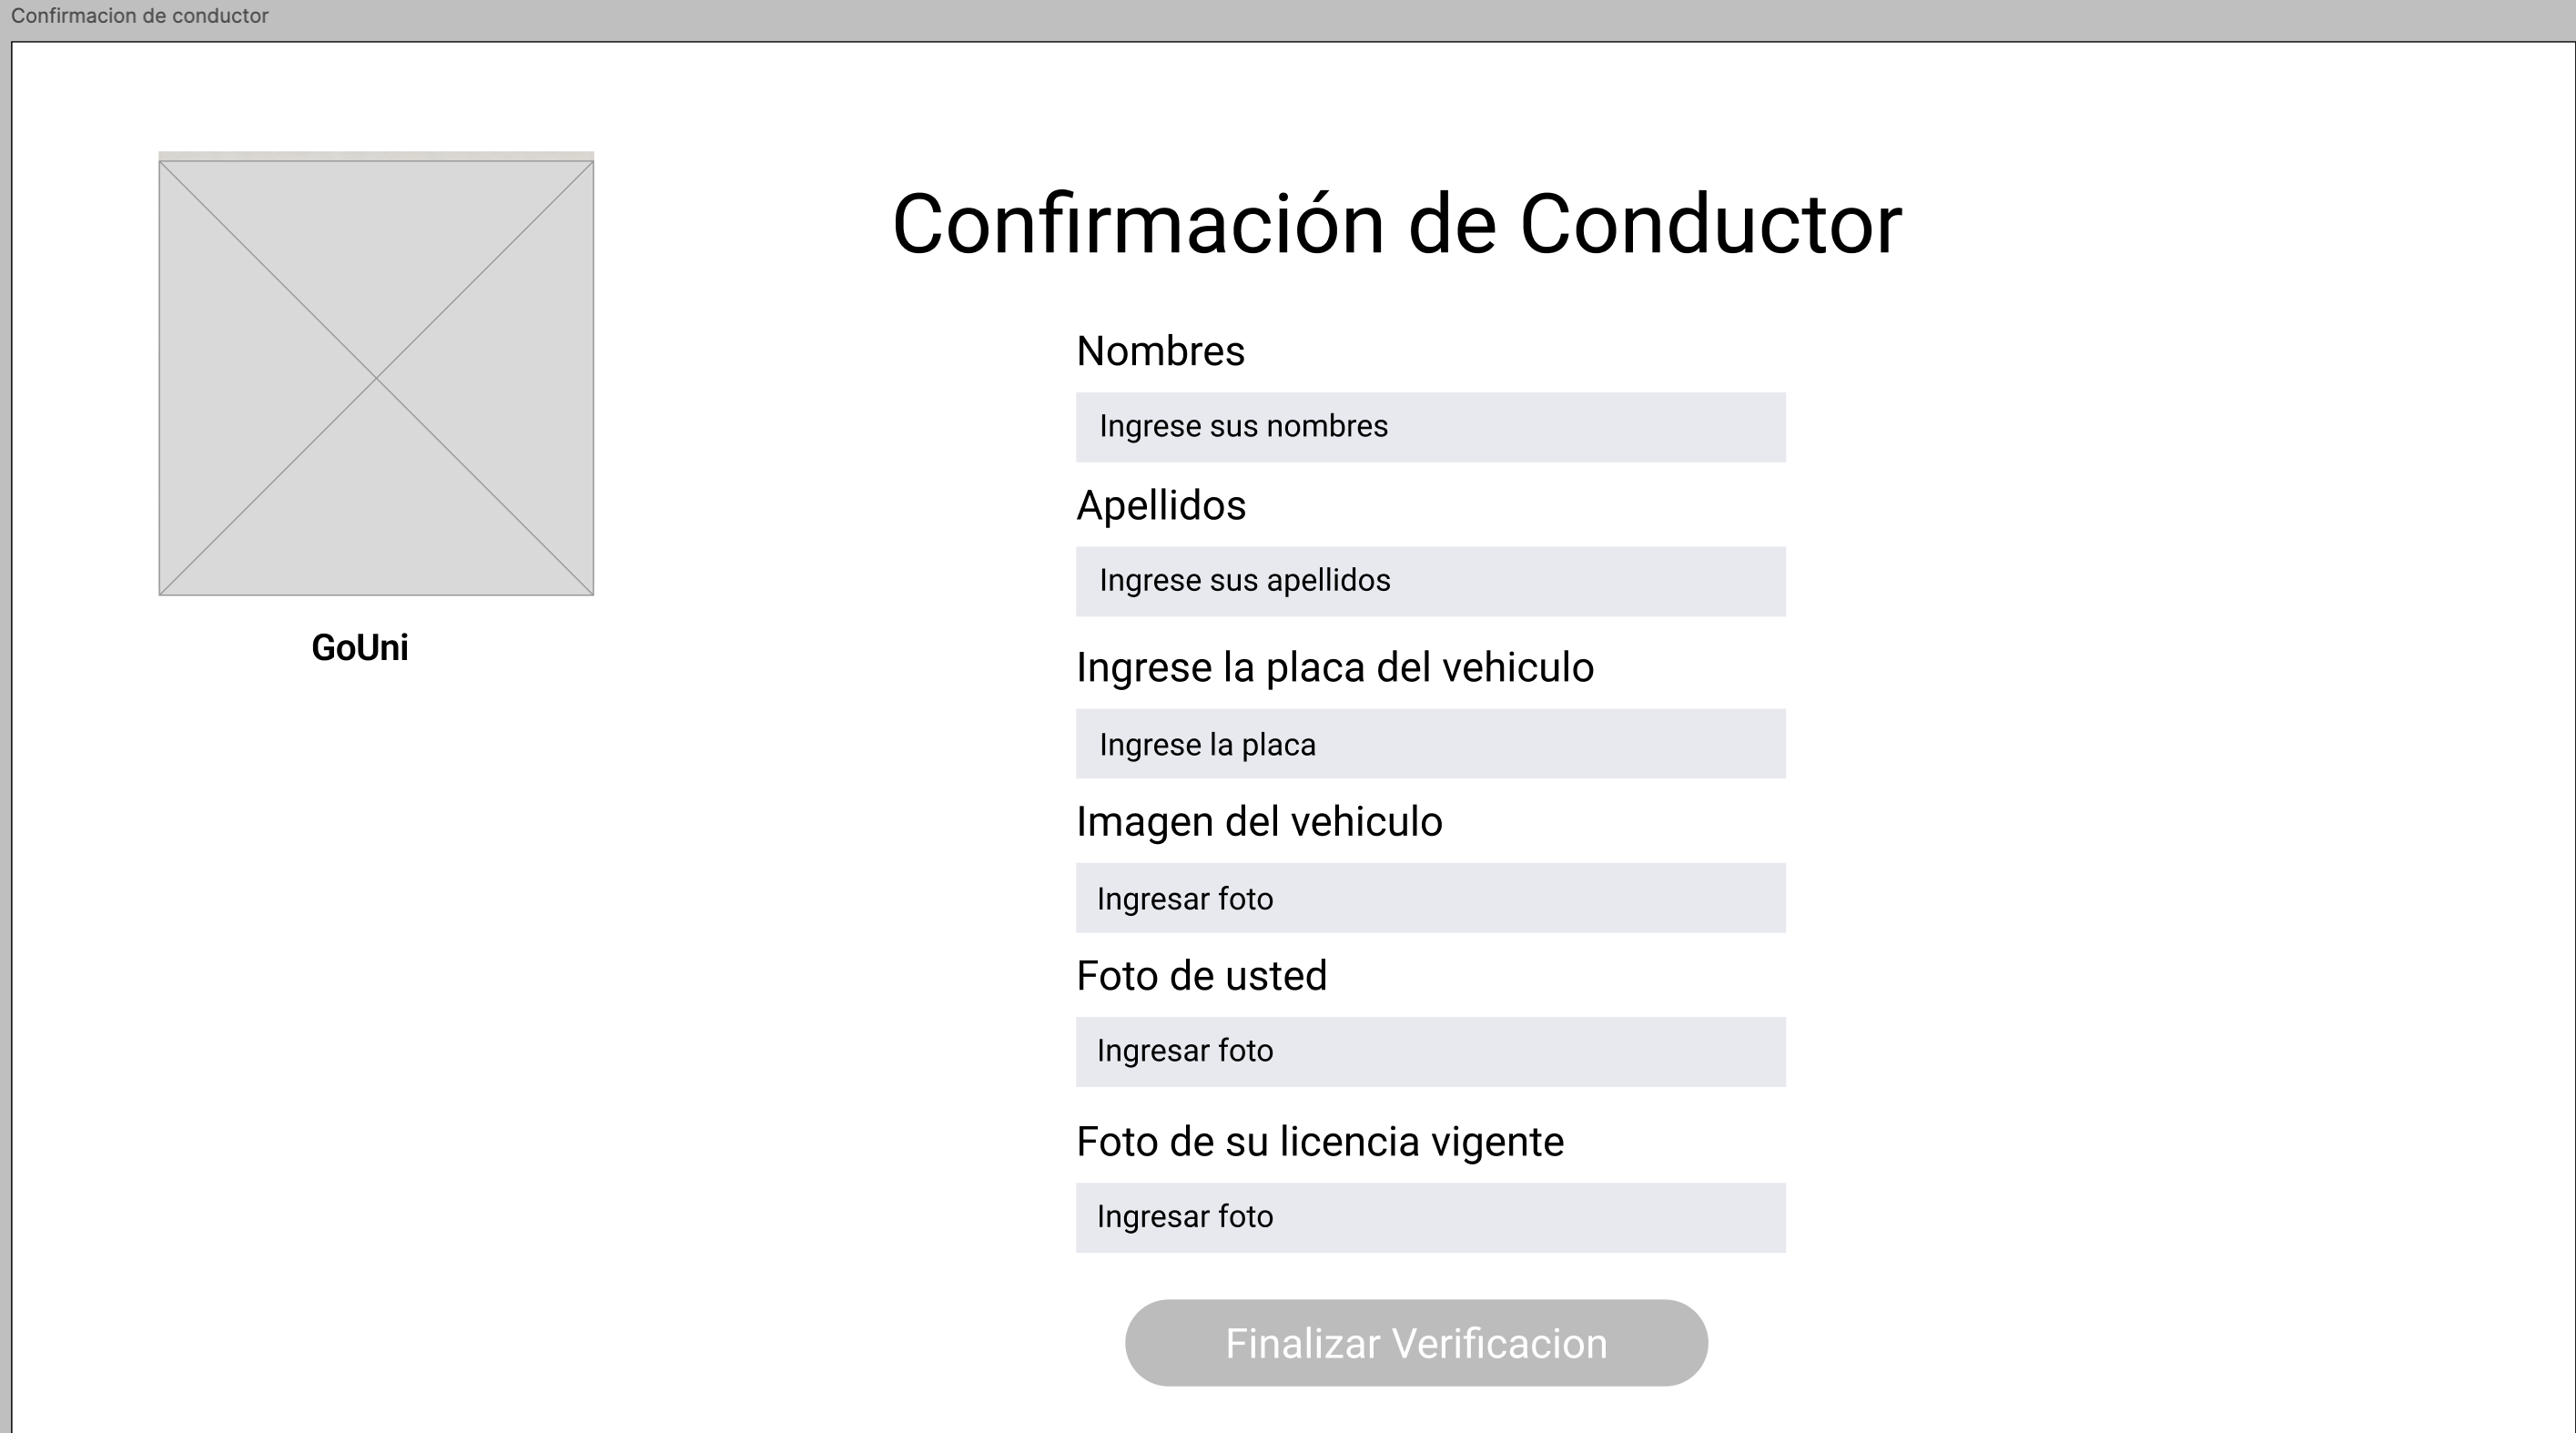 Confirmacion de conductor
Confirmación de Conductor
Nombres
Ingrese sus nombres
Apellidos
Ingrese sus apellidos
GoUni
Ingrese la placa del vehiculo
Ingrese la placa
Imagen del vehiculo
Ingresar foto
Foto de usted
Ingresar foto
Foto de su licencia vigente
Ingresar foto
Finalizar Verificacion